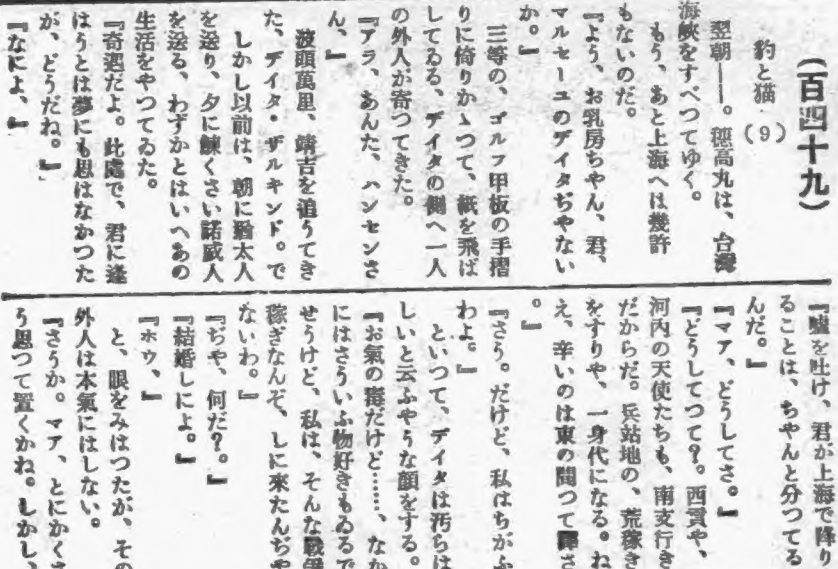 (百四十九)
豹と猫(9)
翌朝――。穂高丸は、台灣
海峽をすべつてゆく。
もう、あと上海へは幾許
もないのだ。
『よう、お乳房ちやん、君、
マルセーユのデイタぢやない
か。』
三等の、ゴルフ甲板の手摺
りに倚りかゝつて、紙を飛ば
してゐる、デイタの側へ一人
の外人が寄つてきた。
『アラ、あんた、ハンセンさ
ん、』
波頭萬里、靖吉を追うてき
た、デイタ・ザルキンド。で
しかし以前は、朝に猶太人
を送り、夕に鰊くさい諾威人
を送る、わずかとはいへあの
生活をやつてゐた。
『奇遇だよ。此處で、君に逢
はうとは夢にも思はなかつた
が、どうだね。』
『なによ、』
『嘘を吐け、君が上海で降り
ることは、ちやんと分つてる
んだ。』
『マア、どうしてさ。』
『どうしてつて?。西貢や、
河内の天使たちも、南支行き
だからだ。兵站地の、荒稼き
をすりや、一身代になる。ね
え、辛いのは東の關つて譯さ
。』
『さう。だけど、私はちがふ
わよ。』
といつて、デイタは汚らは
しいと云ふやうな顏をする。
『お氣の毒だけど……、なか
にはさういふ物好きもゐるで
せうけど、私は、そんな戰爭
稼ぎなんぞ、しに來たんぢや
ないわ。』
『ぢや、何だ?。』
『結婚しによ。』
『ホウ、』
と、眼をみはつたが、その
外人は本氣にはしない。
『さうか。マア、とにかくさ
う思つて置くかね。しかし、